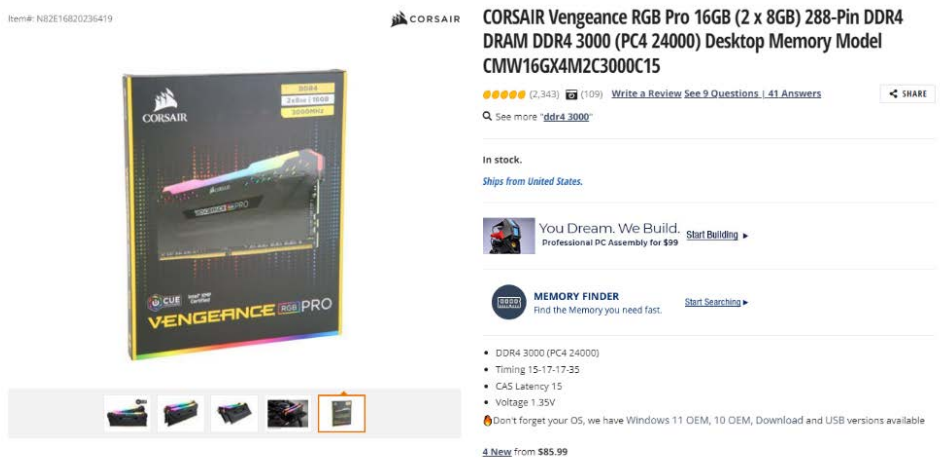 Item#: N82E16820236419
CORSAIR
CORSAIR Vengeance RGB Pro 16GB (2 x 8GB) 288-Pin DDR4
DRAM DDR4 3000 (PC4 24000) Desktop Memory Model
CMW16GX4M2C3000C15
(2,343) (109) Write a Review See 9 Questions | 41 Answers
SHARE
See more "ddr4 3000"
In stock.
Ships from United States.
You Dream. We Build.
Professional PC Assembly for $99
Start Building
MEMORY FINDER
Find the Memory you need fast.
Start Searching
• DDR4 3000 (PC4 24000)
• Timing 15-17-17-35
• CAS Latency 15
• Voltage 1.35V
🔥Don't forget your OS, we have Windows 11 OEM, 10 OEM, Download and USB versions available
4 New from $85.99
CORSAIR
DDR4
2x8GB | 16GB
3000MHz
VENGEANCE RGB PRO
CUE
VENGEANCE RGB PRO